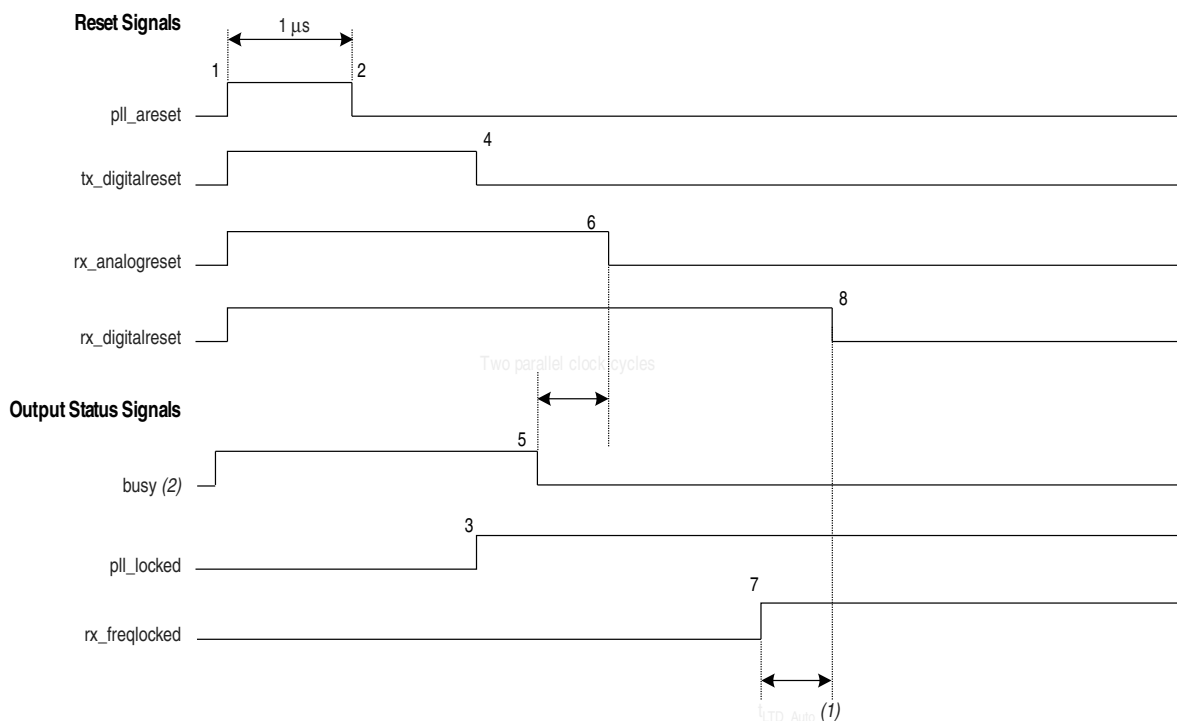 Reset Signals
1 μs
1
2
pll_areset
4
tx_digitalreset
6
rx_analogreset
8
rx_digitalreset
Two parallel clock cycles
Output Status Signals
5
busy (2)
3
pll_locked
7
rx_freqlocked
tLTD_Auto (1)